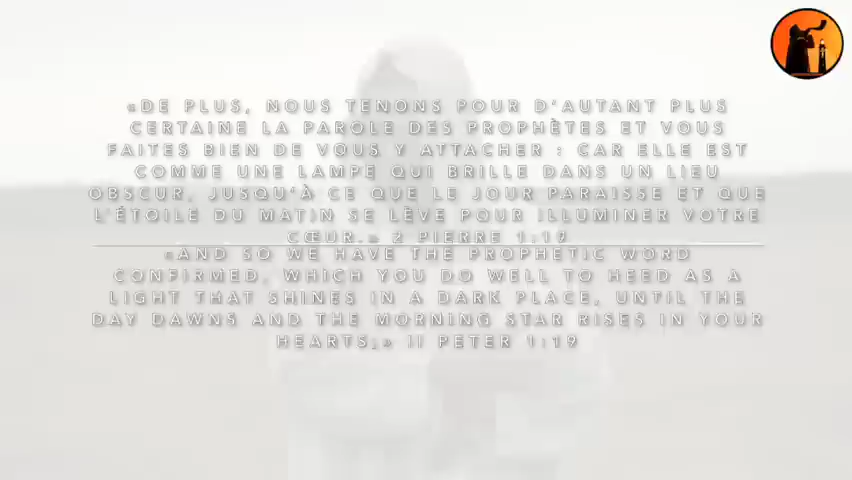 «DE PLUS, NOUS TENONS POUR D'AUTANT PLUS
CERTAINE LA PAROLE DES PROPHÈTES ET VOUS
FAITES BIEN DE VOUS Y ATTACHER : CAR ELLE EST
COMME UNE LAMPE QUI BRILLE DANS UN LIEU
OBSCUR, JUSQU'À CE QUE LE JOUR PARAISSE ET QUE
L'ÉTOILE DU MATIN SE LÈVE POUR ILLUMINER VOTRE
CŒUR.» 2 PIERRE 1:19
«AND SO WE HAVE THE PROPHETIC WORD
CONFIRMED, WHICH YOU DO WELL TO HEED AS A
LIGHT THAT SHINES IN A DARK PLACE, UNTIL THE
DAY DAWNS AND THE MORNING STAR RISES IN YOUR
HEARTS;» II PETER 1:19